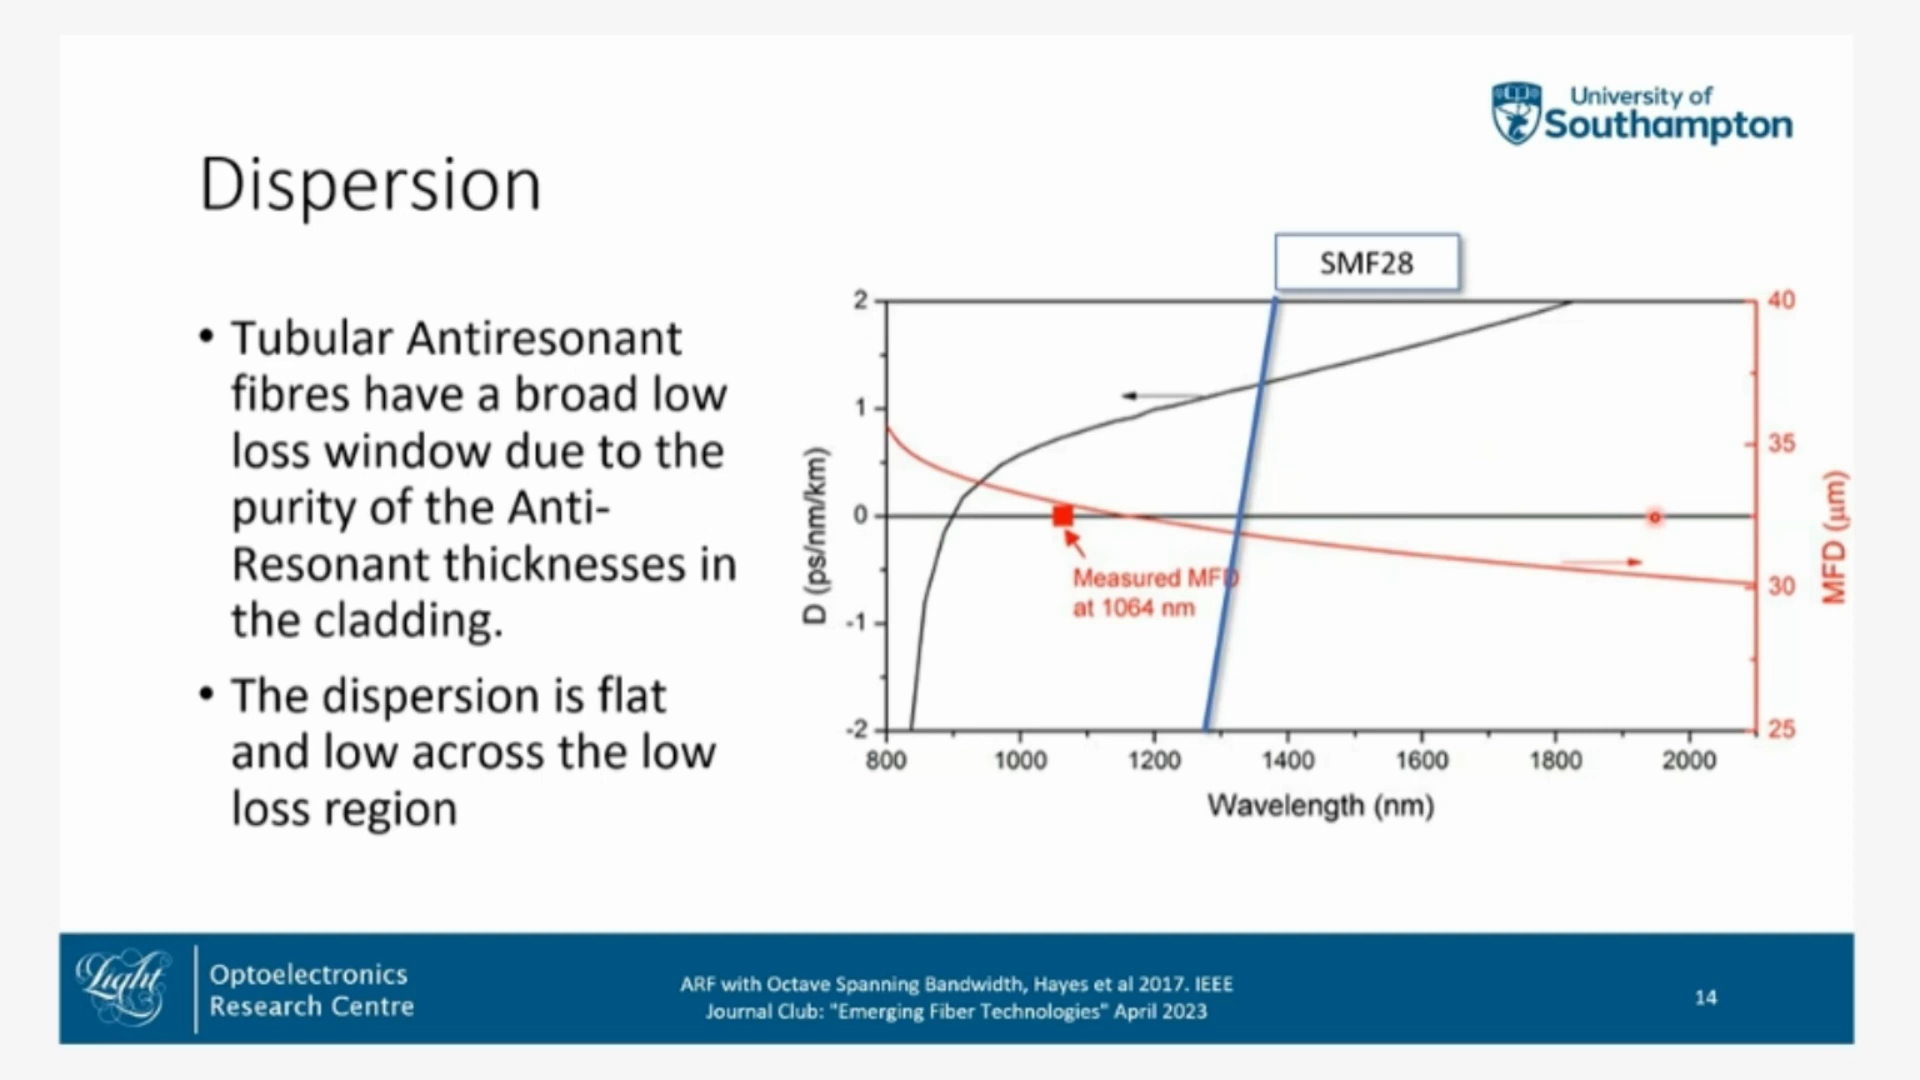 University of
Southampton
Dispersion
• Tubular Antiresonant
fibres have a broad low
loss window due to the
purity of the Anti-
Resonant thicknesses in
the cladding.
• The dispersion is flat
and low across the low
loss region
SMF28
2
1
0
-1
-2
D (ps/nm/km)
40
35
30
25
MFD (μm)
Measured MFD
at 1064 nm
800 1000 1200 1400 1600 1800 2000
Wavelength (nm)
Light
Optoelectronics
Research Centre
ARF with Octave Spanning Bandwidth, Hayes et al 2017. IEEE
Journal Club: "Emerging Fiber Technologies" April 2023
14